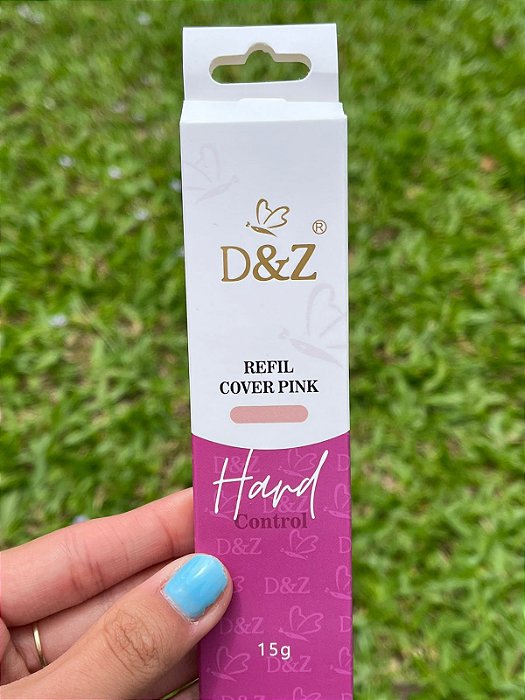 D&Z®
REFIL
COVER PINK
Hard
Control
D&Z
D&Z
D&Z
15g